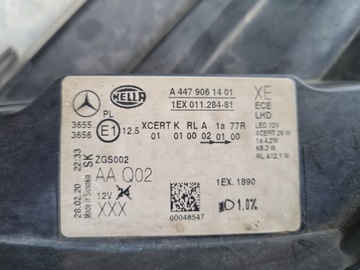 HELLA
A 447 906 14 01
1EX 011.284-81
XE
ECE
LHD
LED 12V
XCERT 29 W
1a 4,2W
K8,3 W
RL A12,1 W
PL
3655
3656
E1
12.5
XCERT K RL A 1a 77R
01 01 00 02 01 00
ZGS002
AA Q02
12V
XXX
28.02.20 22:33
Made in Slovakia
SK
1EX. 1890
00048547
1.0%